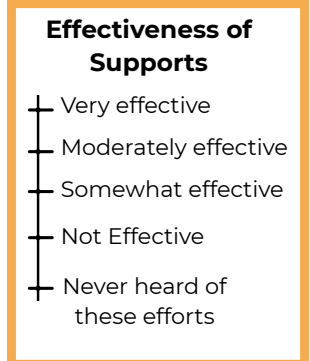 Effectiveness of
Supports
Very effective
Moderately effective
Somewhat effective
Not Effective
Never heard of
these efforts